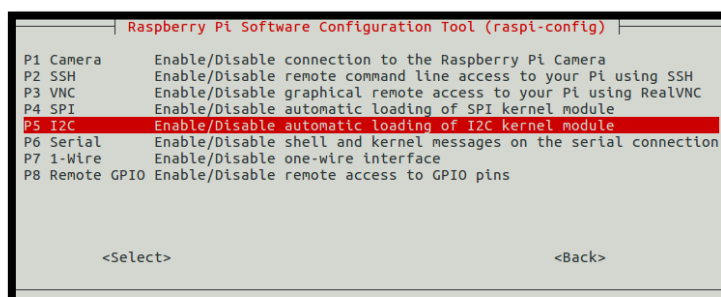 Raspberry Pi Software Configuration Tool (raspi-config)
P1 Camera Enable/Disable connection to the Raspberry Pi Camera
P2 SSH Enable/Disable remote command line access to your Pi using SSH
P3 VNC Enable/Disable graphical remote access to your Pi using RealVNC
P4 SPI Enable/Disable automatic loading of SPI kernel module
P5 I2C Enable/Disable automatic loading of I2C kernel module
P6 Serial Enable/Disable shell and kernel messages on the serial connection
P7 1-Wire Enable/Disable one-wire interface
P8 Remote GPIO Enable/Disable remote access to GPIO pins
<Select> <Back>